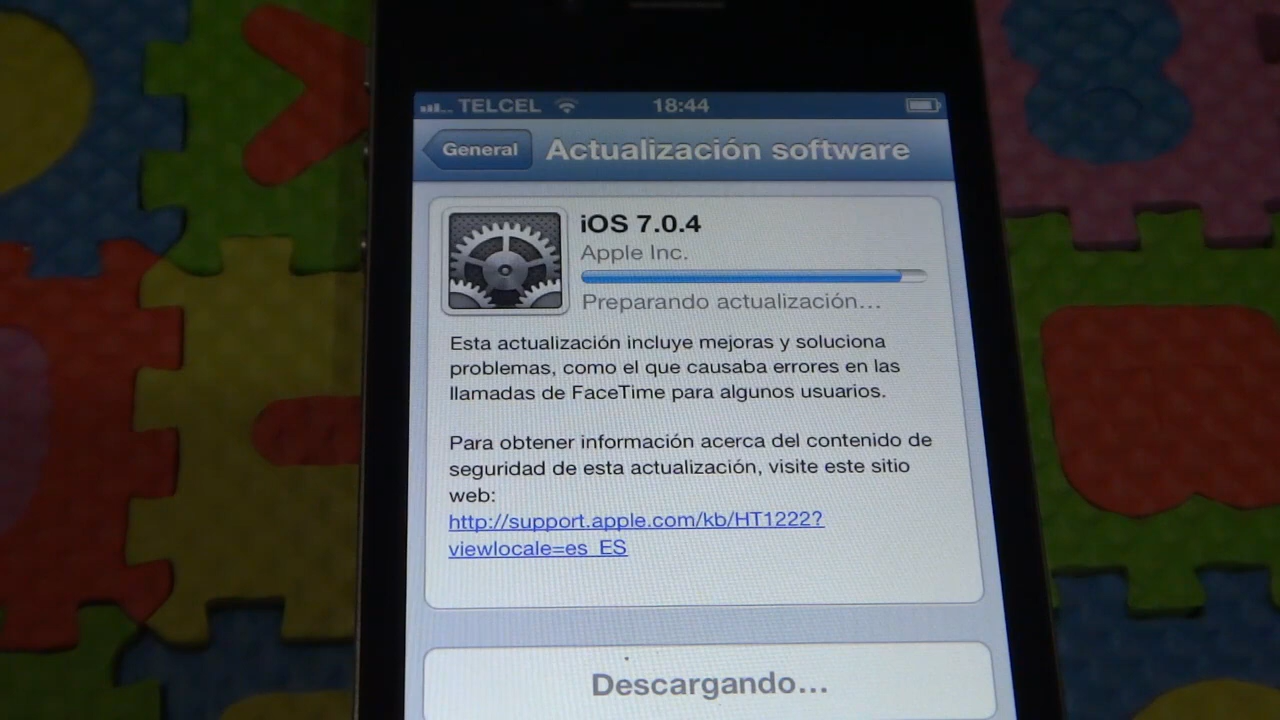 TELCEL 18:44
General Actualización software
iOS 7.0.4
Apple Inc.
Preparando actualización...
Esta actualización incluye mejoras y soluciona
problemas, como el que causaba errores en las
llamadas de FaceTime para algunos usuarios.
Para obtener información acerca del contenido de
seguridad de esta actualización, visite este sitio
web:
http://support.apple.com/kb/HT1222?
viewlocale=es_ES
Descargando...